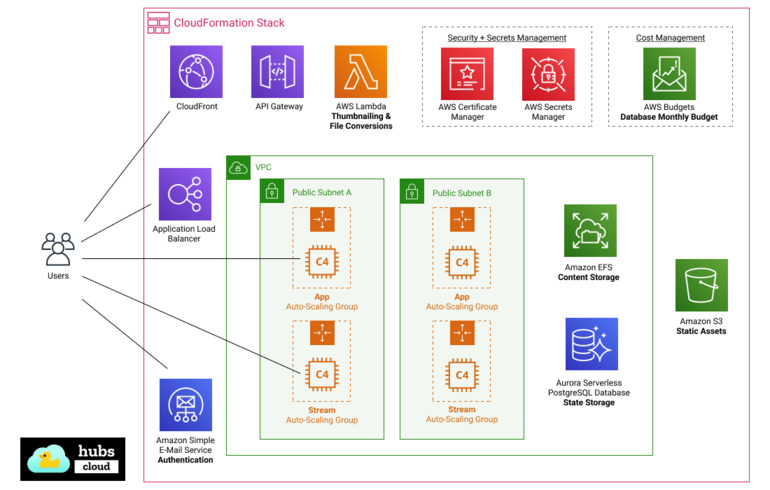 CloudFormation Stack
Security + Secrets Management
Cost Management
CloudFront
API Gateway
AWS Lambda
Thumbnailing &
File Conversions
AWS Certificate
Manager
AWS Secrets
Manager
AWS Budgets
Database Monthly Budget
VPC
Public Subnet A
Public Subnet B
Application Load
Balancer
Users
C4
App
Auto-Scaling Group
C4
App
Auto-Scaling Group
Amazon EFS
Content Storage
Amazon S3
Static Assets
C4
Stream
Auto-Scaling Group
C4
Stream
Auto-Scaling Group
Aurora Serverless
PostgreSQL Database
State Storage
Amazon Simple
E-Mail Service
Authentication
hubs
cloud